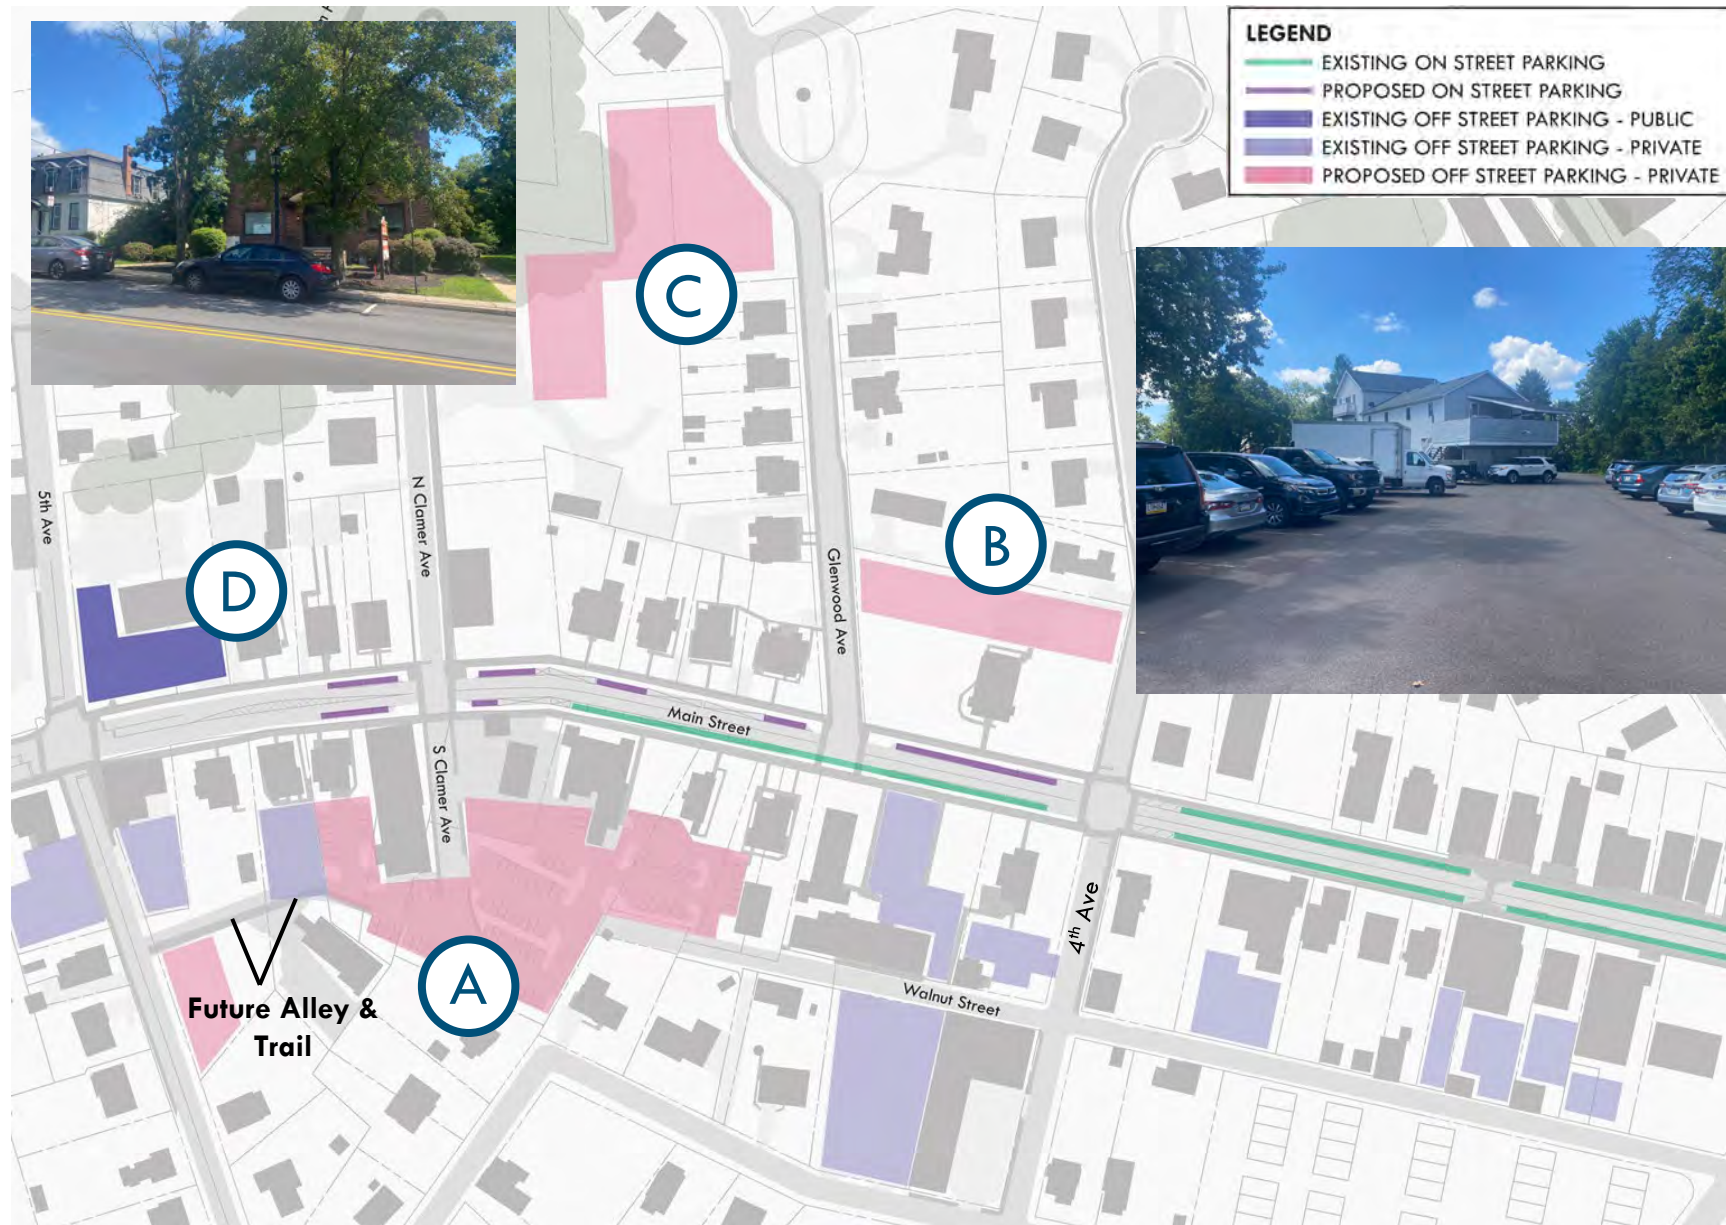 LEGEND
EXISTING ON STREET PARKING
PROPOSED ON STREET PARKING
EXISTING OFF STREET PARKING - PUBLIC
EXISTING OFF STREET PARKING - PRIVATE
PROPOSED OFF STREET PARKING - PRIVATE
C
5th Ave
N Clamer Ave
B
D
Glenwood Ave
Main Street
S Clamer Ave
4th Ave
A
Walnut Street
Future Alley &
Trail